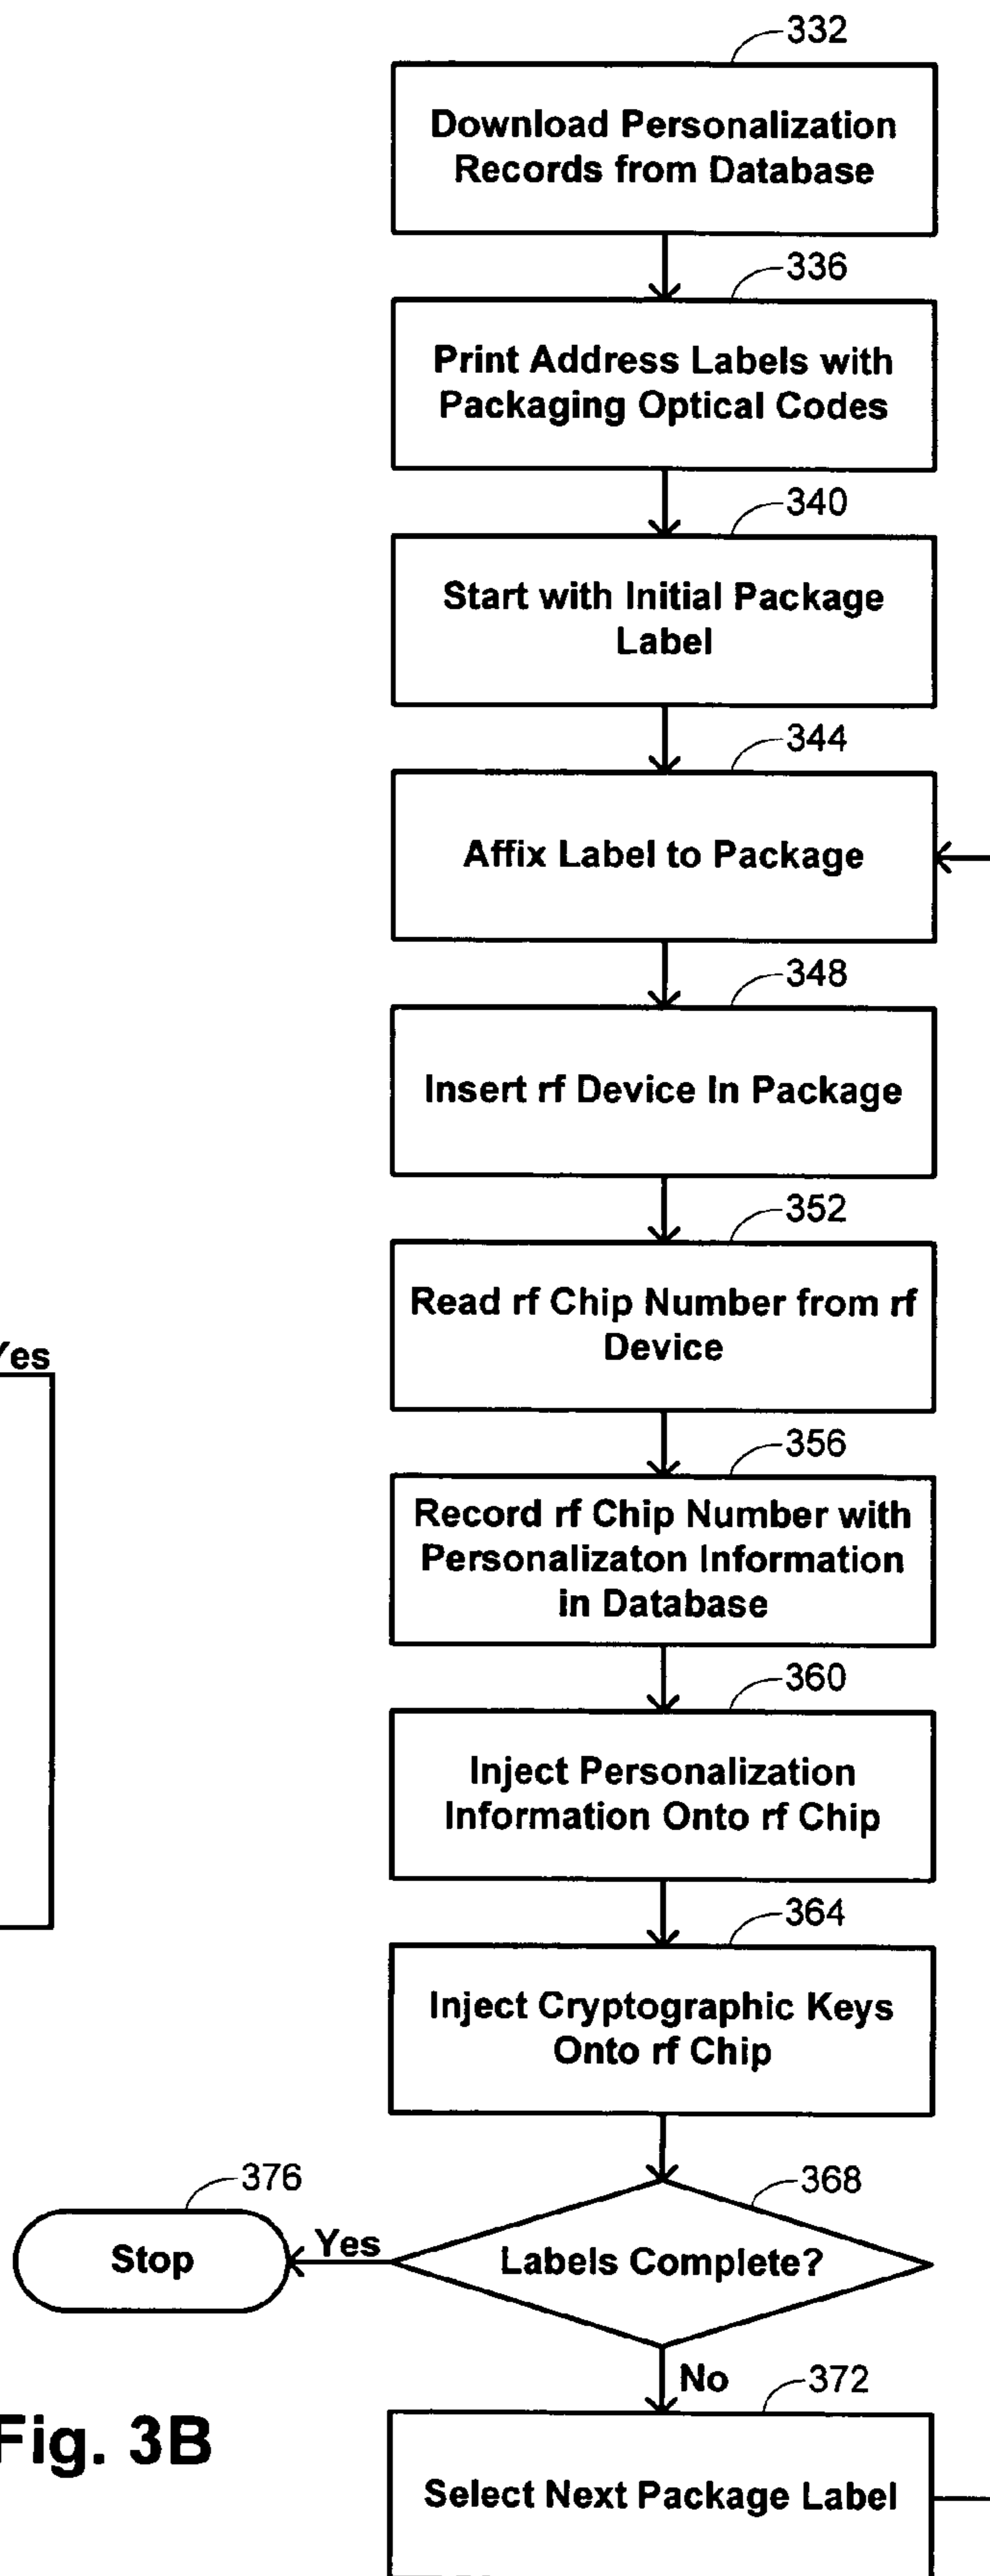 332
Download Personalization
Records from Database
336
Print Address Labels with
Packaging Optical Codes
340
Start with Initial Package
Label
344
Affix Label to Package
348
Insert rf Device In Package
352
Read rf Chip Number from rf
Device
Yes
356
Record rf Chip Number with
Personalizaton Information
in Database
360
Inject Personalization
Information Onto rf Chip
364
Inject Cryptographic Keys
Onto rf Chip
376
368
Stop
Yes
Labels Complete?
No
372
Fig. 3B
Select Next Package Label